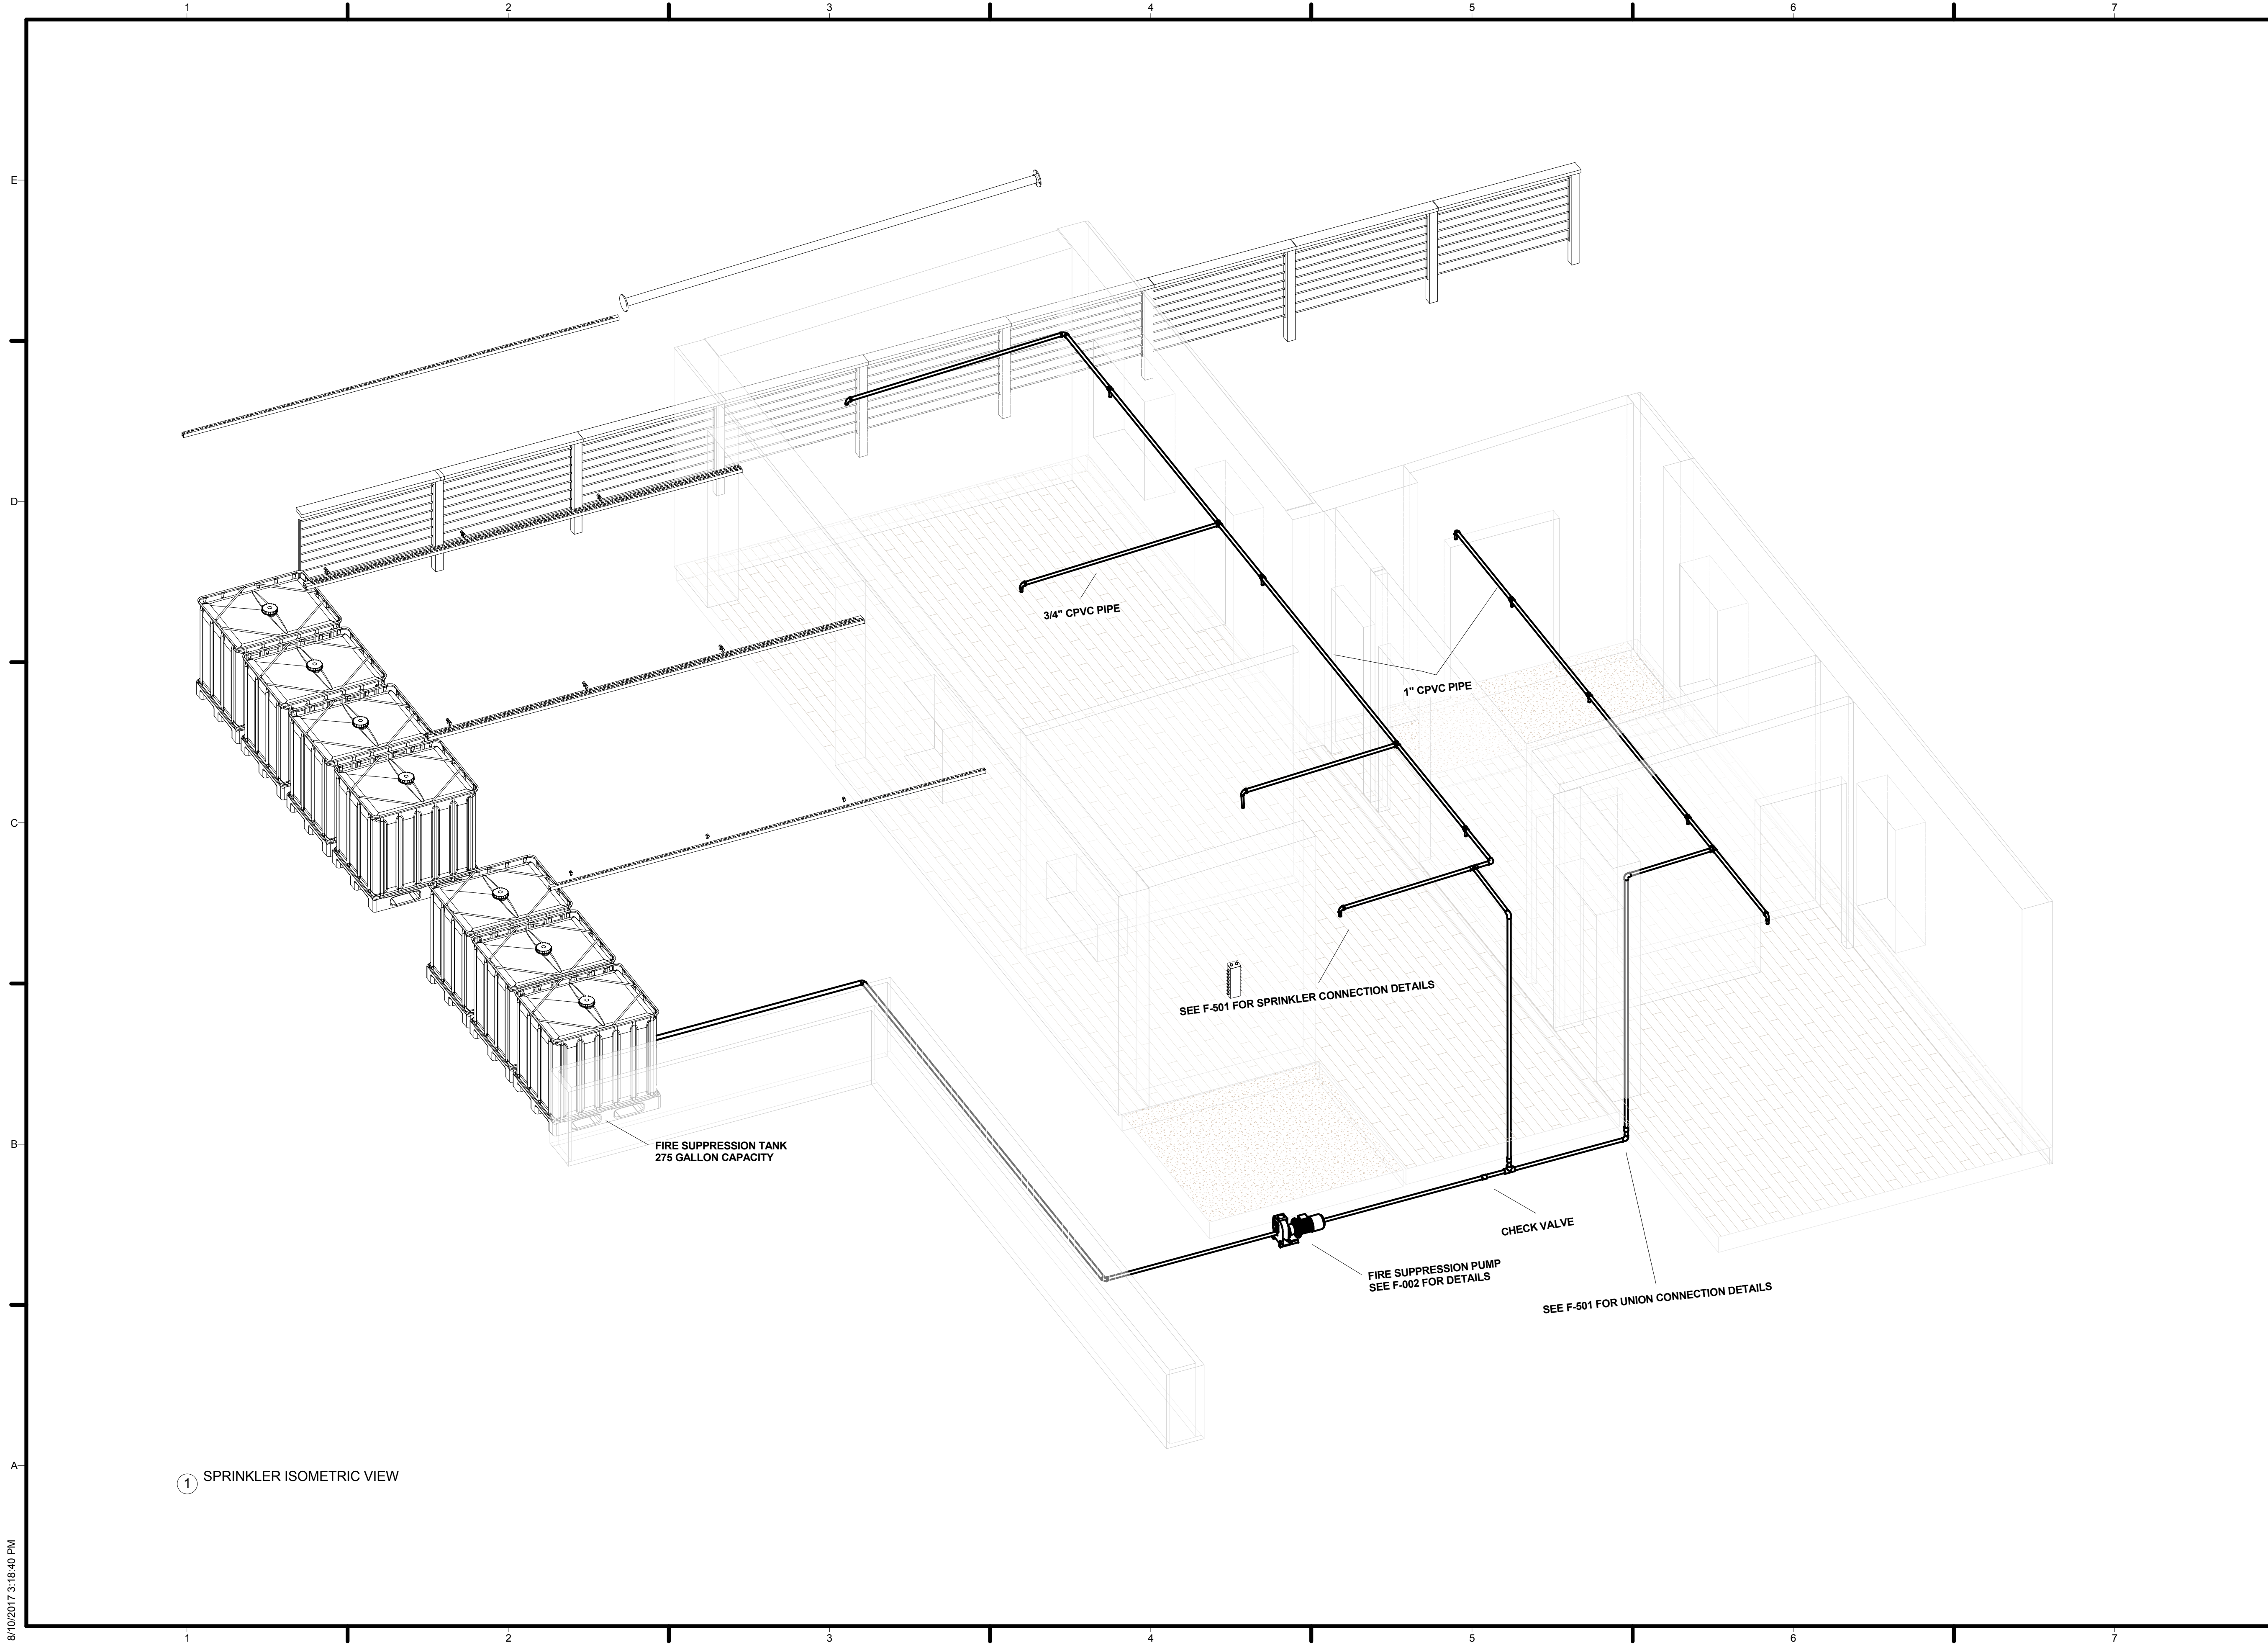 1 2 3 4 5 6 7
E
D
3/4" CPVC PIPE
1" CPVC PIPE
C
SEE F-501 FOR SPRINKLER CONNECTION DETAILS
B
FIRE SUPPRESSION TANK
275 GALLON CAPACITY
CHECK VALVE
FIRE SUPPRESSION PUMP
SEE F-002 FOR DETAILS
SEE F-501 FOR UNION CONNECTION DETAILS
A
1 SPRINKLER ISOMETRIC VIEW
8/10/2017 3:18:40 PM
1 2 3 4 5 6 7